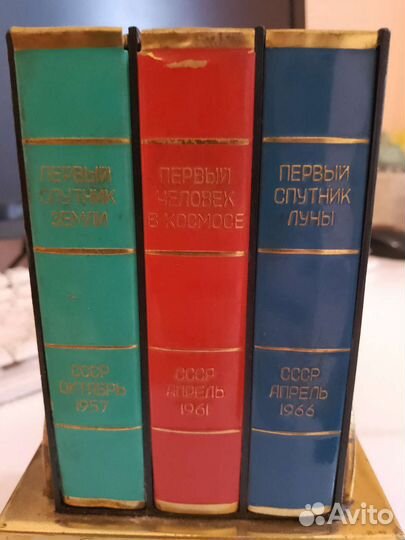 ПЕРВЫЙ
СПУТНИК
ЗЕМЛИ
СССР
ОКТЯБРЬ
1957
ПЕРВЫЙ
ЧЕЛОВЕК
В КОСМОСЕ
СССР
АПРЕЛЬ
1961
ПЕРВЫЙ
СПУТНИК
ЛУНЫ
СССР
АПРЕЛЬ
1966
Avito